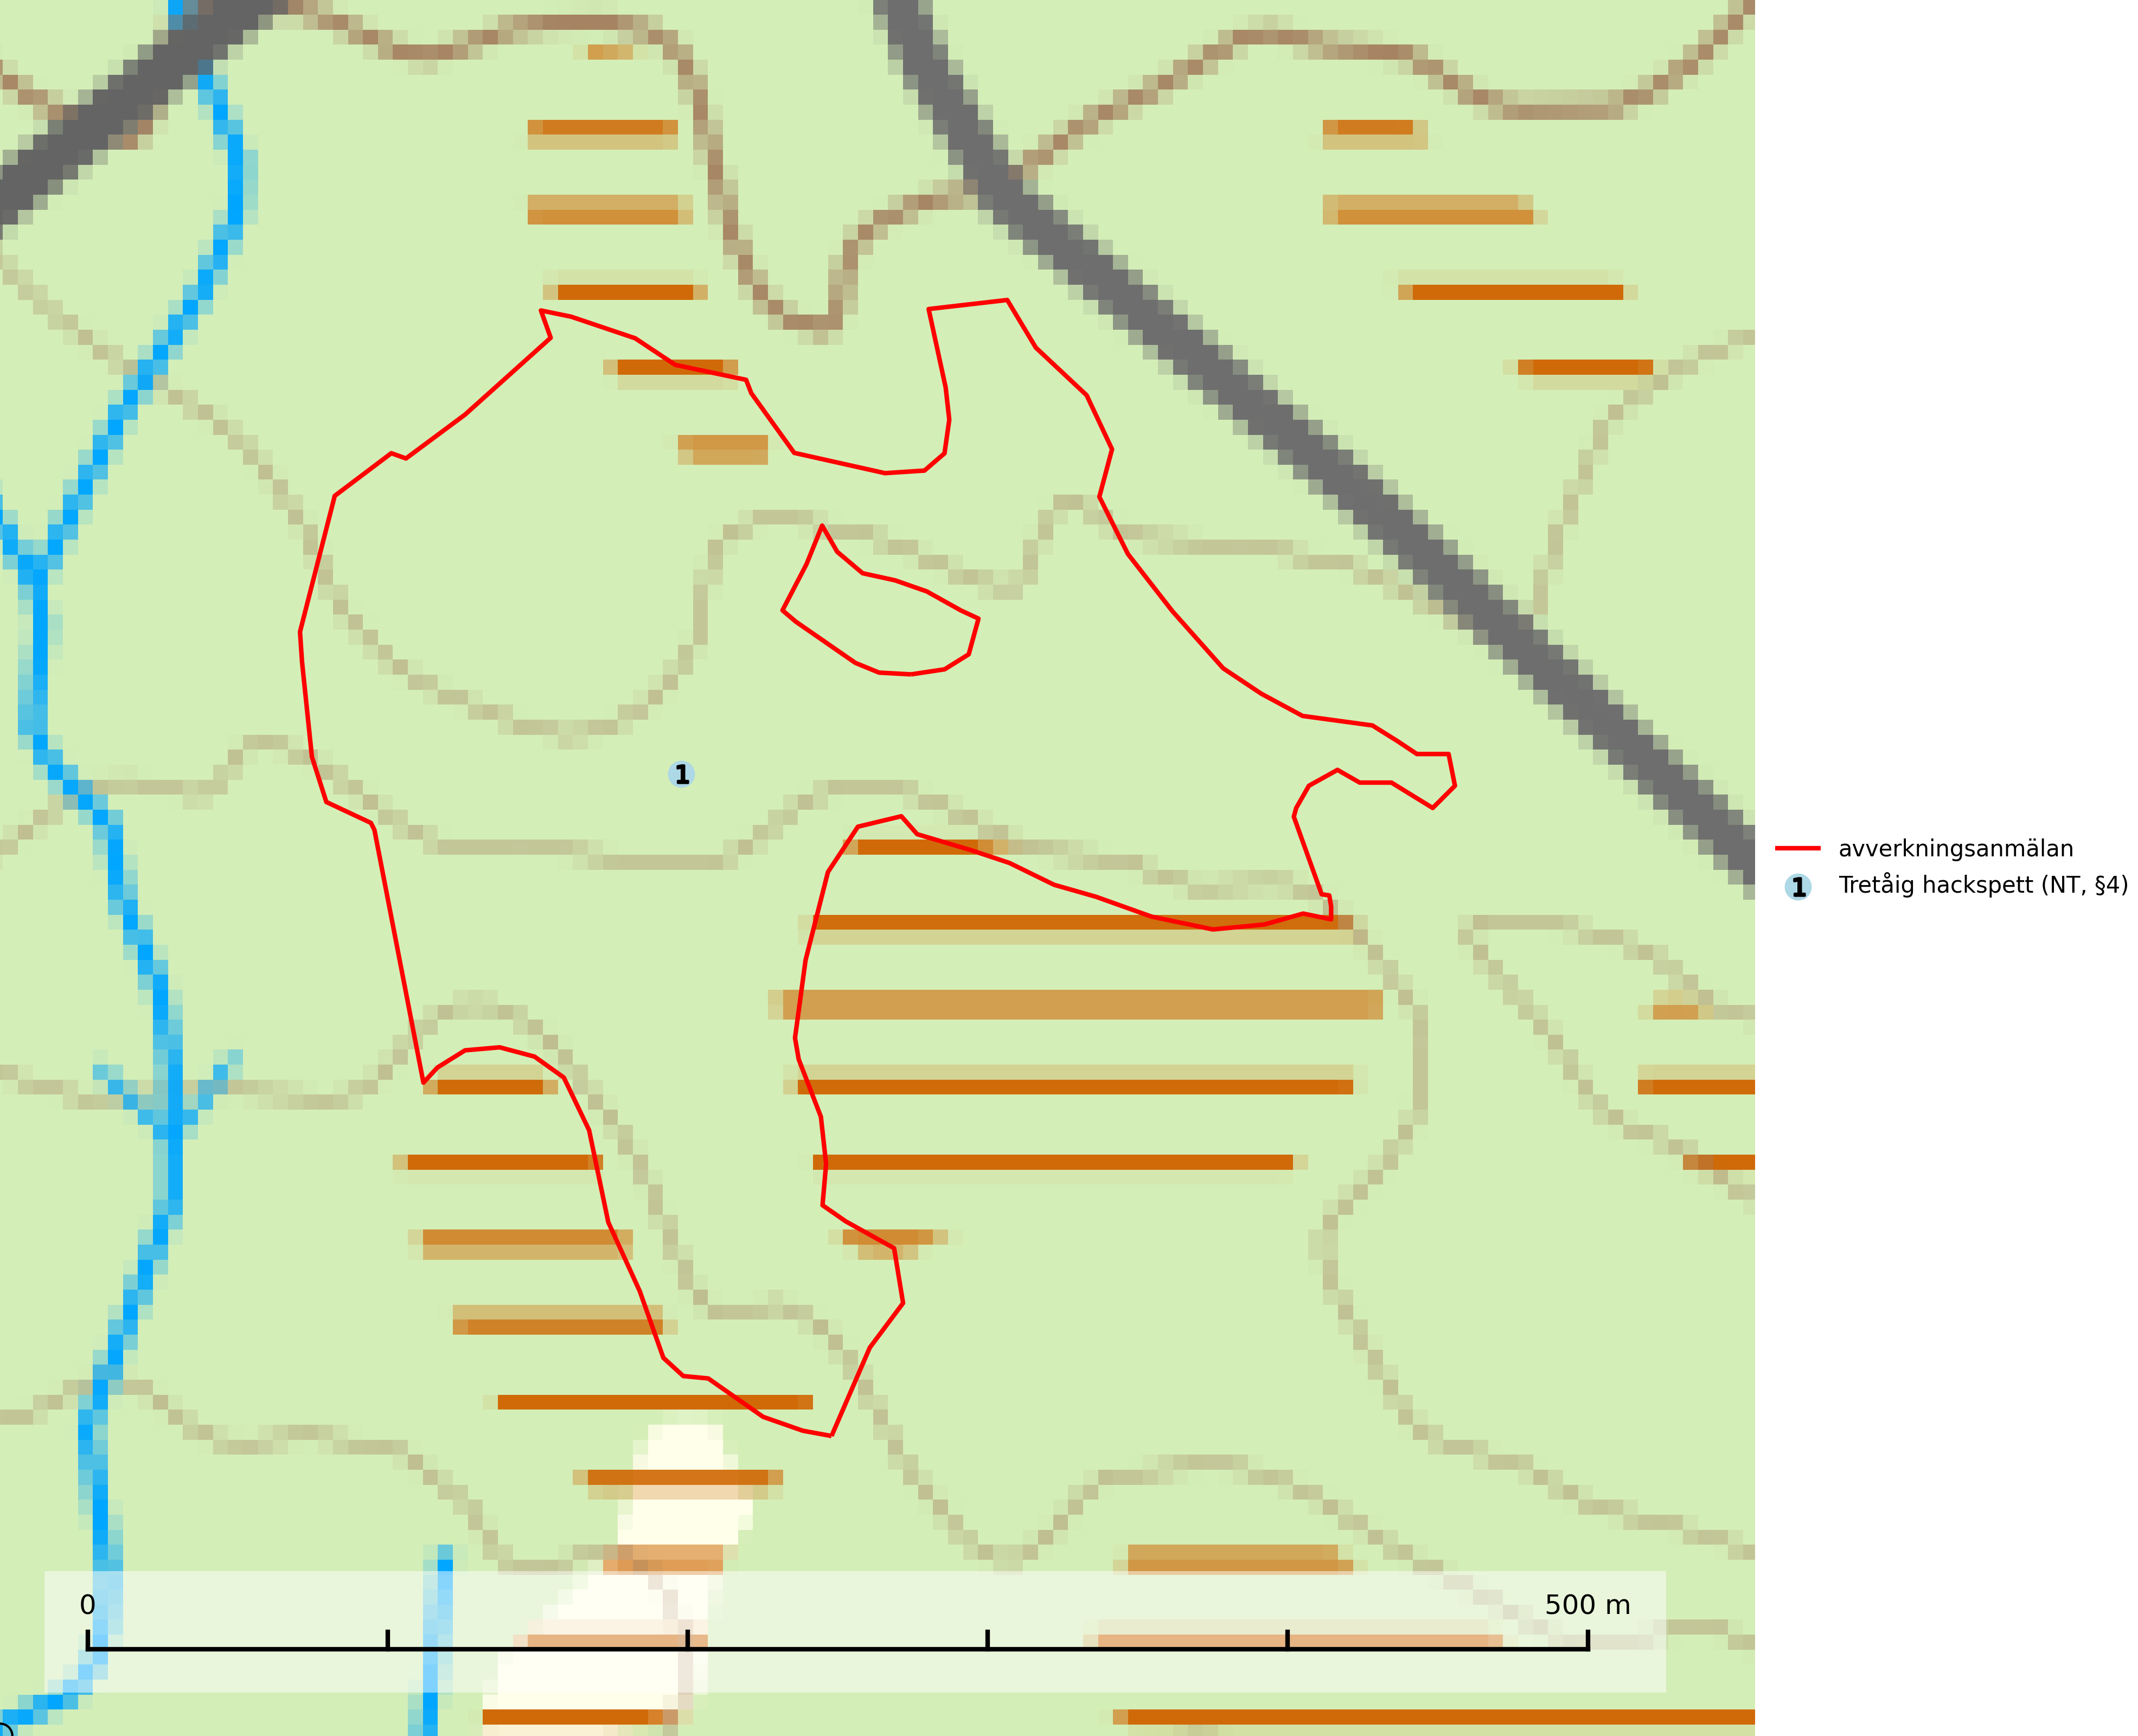 1
avverkningsanmälan
1 Tretåig hackspett (NT, §4)
0 500 m